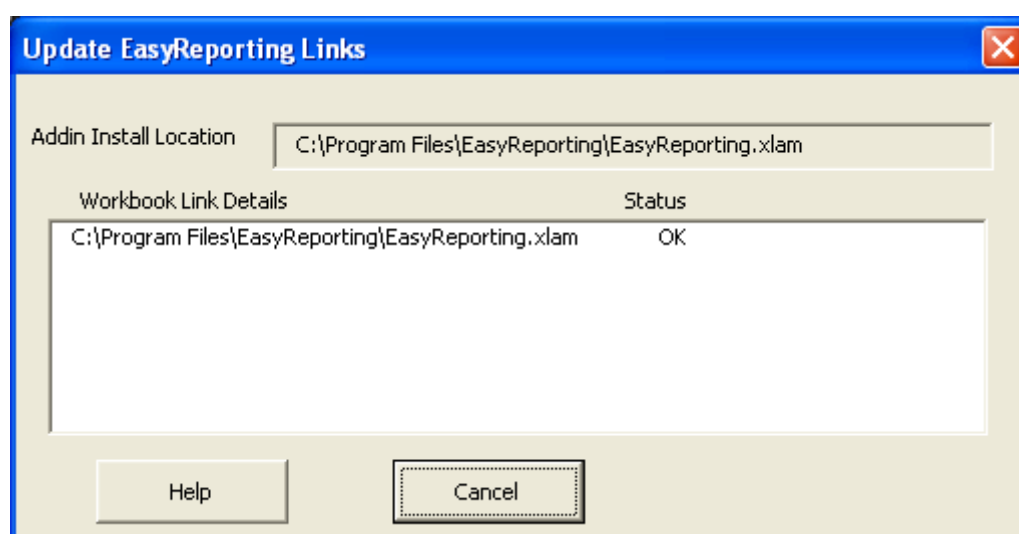 Update EasyReporting Links
Addin Install Location C:\Program Files\EasyReporting\EasyReporting.xlam
Workbook Link Details Status
C:\Program Files\EasyReporting\EasyReporting.xlam OK
Help Cancel